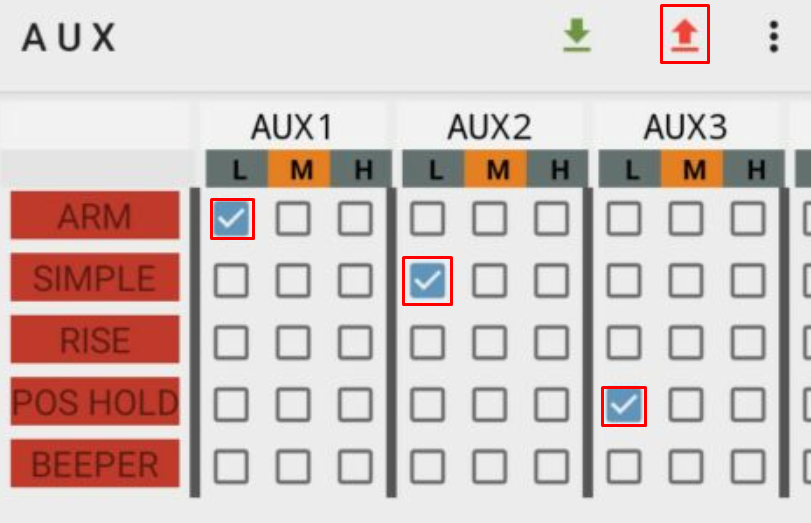 AUX
AUX1 AUX2 AUX3
L M H L M H L M H
ARM
SIMPLE
RISE
POS HOLD
BEEPER